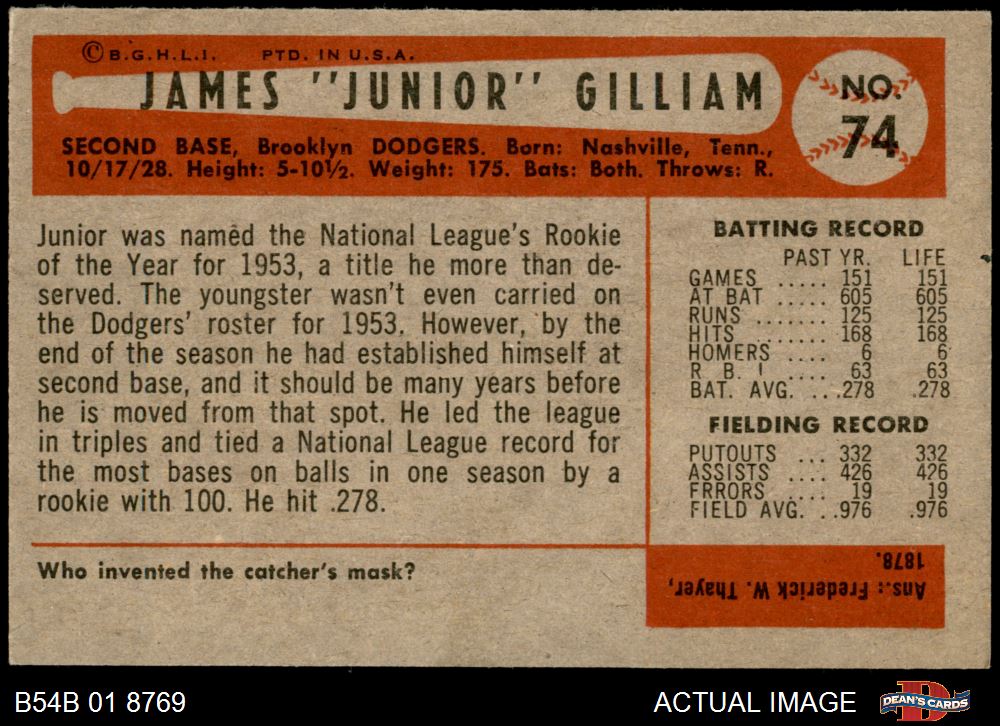 © B.G.H.L.I. PTD. IN U.S.A.
JAMES "JUNIOR" GILLIAM
NO.
74
SECOND BASE, Brooklyn DODGERS. Born: Nashville, Tenn.,
10/17/28. Height: 5-10½. Weight: 175. Bats: Both. Throws: R.
Junior was named the National League's Rookie
of the Year for 1953, a title he more than de-
served. The youngster wasn't even carried on
the Dodgers' roster for 1953. However, by the
end of the season he had established himself at
second base, and it should be many years before
he is moved from that spot. He led the league
in triples and tied a National League record for
the most bases on balls in one season by a
rookie with 100. He hit .278.
BATTING RECORD
PAST YR. LIFE
GAMES ..... 151 151
AT BAT ..... 605 605
RUNS ....... 125 125
HITS ....... 168 168
HOMERS .... 6 6
R. B. I .... 63 63
BAT. AVG. ...278 .278
FIELDING RECORD
PUTOUTS ... 332 332
ASSISTS .... 426 426
FRRORS .... 19 19
FIELD AVG. ..976 .976
Who invented the catcher's mask?
Ans.: Frederick W. Thayer,
1878.
B54B 01 8769
ACTUAL IMAGE
D
DEAN'S CARDS